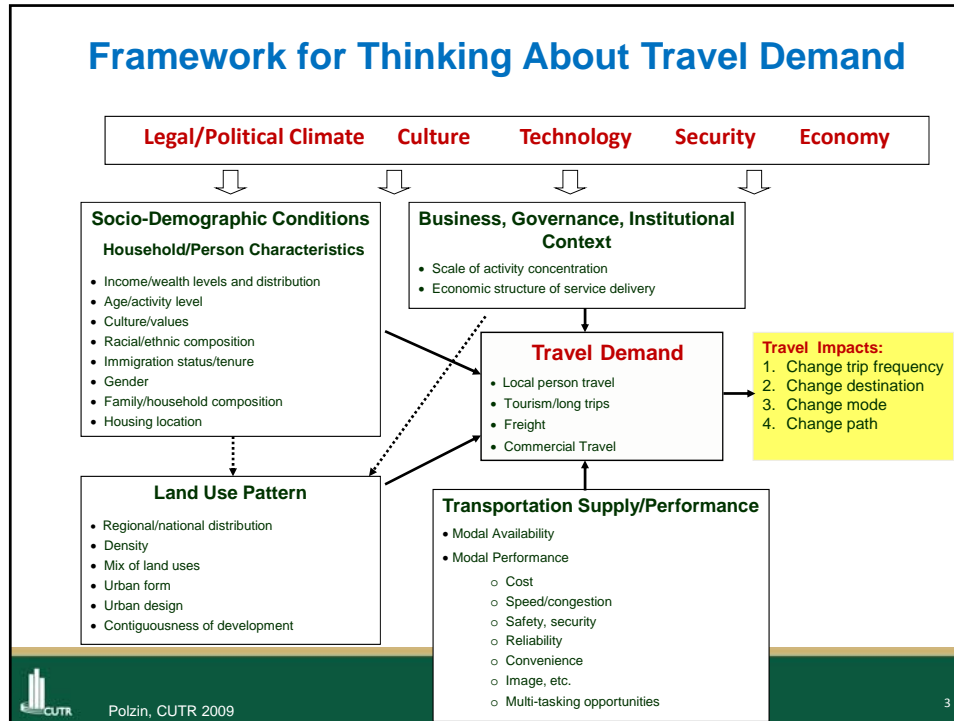 Framework for Thinking About Travel Demand
Legal/Political Climate Culture Technology Security Economy
Socio-Demographic Conditions
Household/Person Characteristics
• Income/wealth levels and distribution
• Age/activity level
• Culture/values
• Racial/ethnic composition
• Immigration status/tenure
• Gender
• Family/household composition
• Housing location
Business, Governance, Institutional
Context
• Scale of activity concentration
• Economic structure of service delivery
Travel Demand
• Local person travel
• Tourism/long trips
• Freight
• Commercial Travel
Travel Impacts:
1. Change trip frequency
2. Change destination
3. Change mode
4. Change path
Land Use Pattern
• Regional/national distribution
• Density
• Mix of land uses
• Urban form
• Urban design
• Contiguousness of development
Transportation Supply/Performance
• Modal Availability
• Modal Performance
o Cost
o Speed/congestion
o Safety, security
o Reliability
o Convenience
o Image, etc.
o Multi-tasking opportunities
CUTR
Polzin, CUTR 2009
3